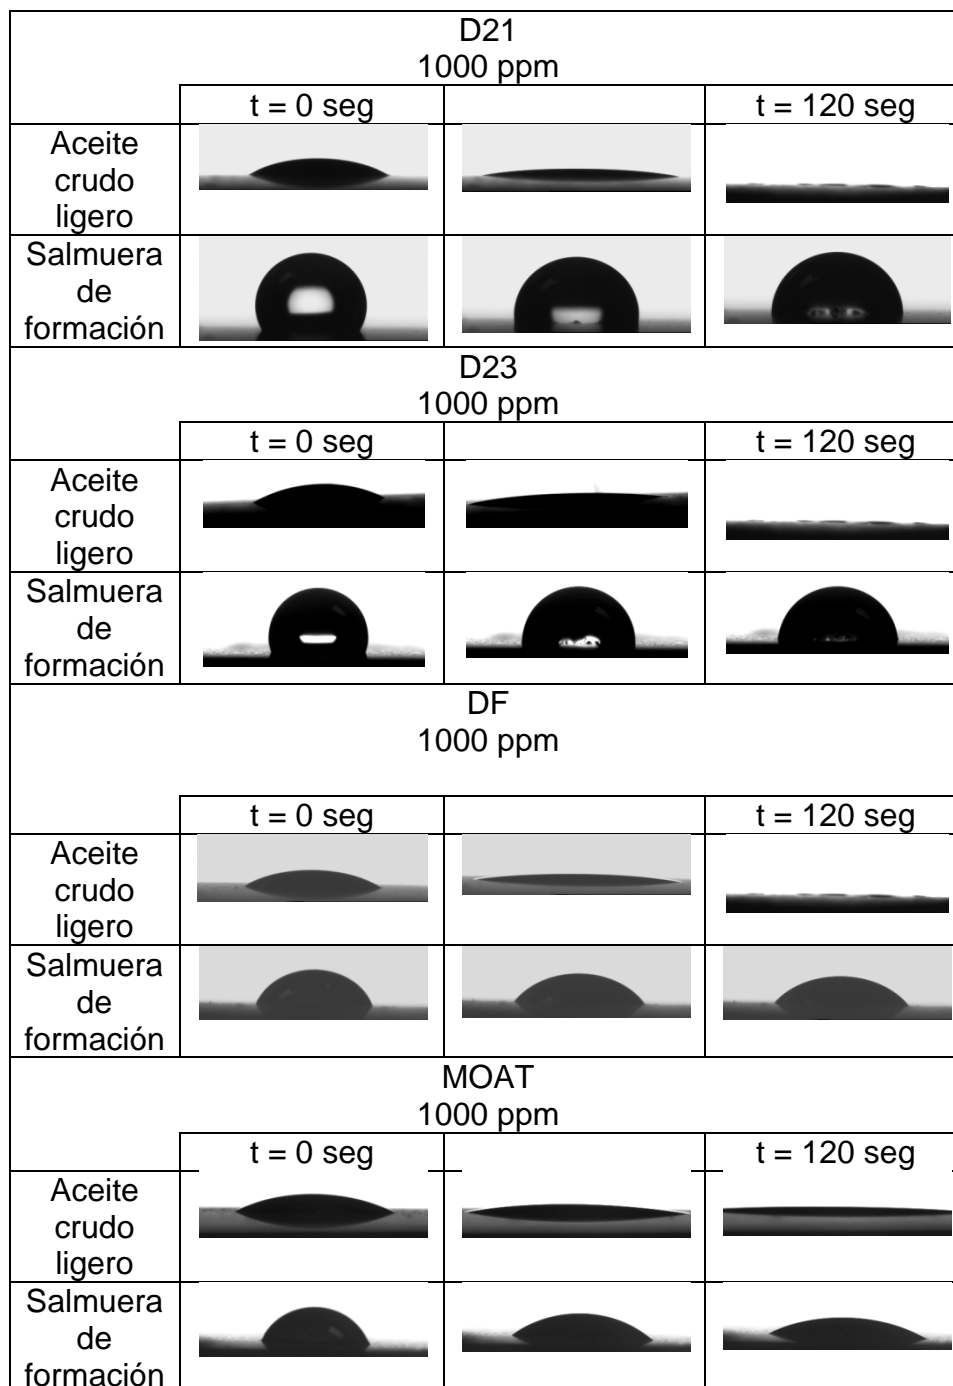 D21
1000 ppm
t = 0 seg
t = 120 seg
Aceite
crudo
ligero
Salmuera
de
formación
D23
1000 ppm
t = 0 seg
t = 120 seg
Aceite
crudo
ligero
Salmuera
de
formación
DF
1000 ppm
t = 0 seg
t = 120 seg
Aceite
crudo
ligero
Salmuera
de
formación
MOAT
1000 ppm
t = 0 seg
t = 120 seg
Aceite
crudo
ligero
Salmuera
de
formación